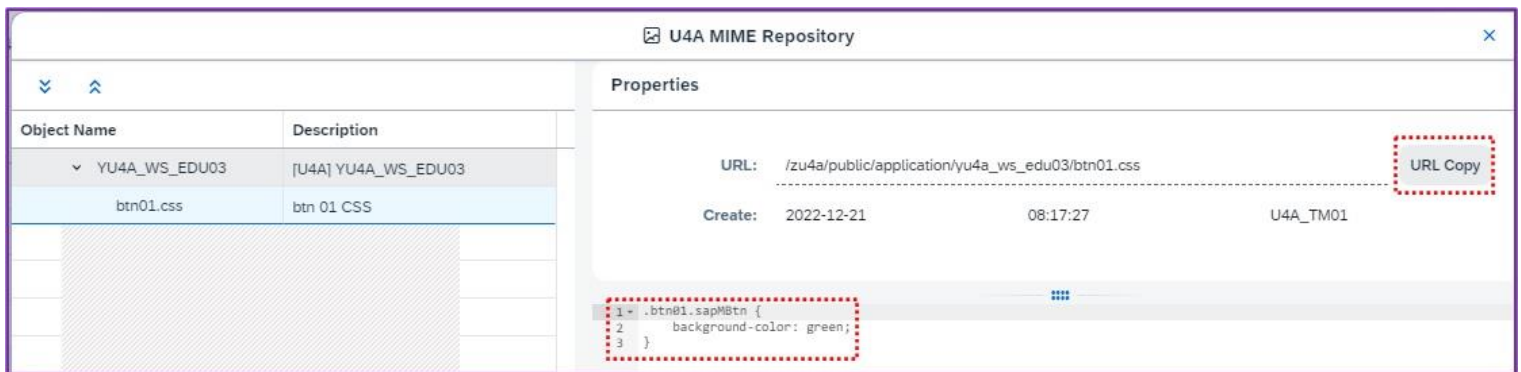 U4A MIME Repository
Properties
Object Name Description
YU4A_WS_EDU03 [U4A] YU4A_WS_EDU03
btn01.css btn 01 CSS
URL: /zu4a/public/application/yu4a_ws_edu03/btn01.css URL Copy
Create: 2022-12-21 08:17:27 U4A_TM01
1 .btn01.sapMBtn {
2 background-color: green;
3 }